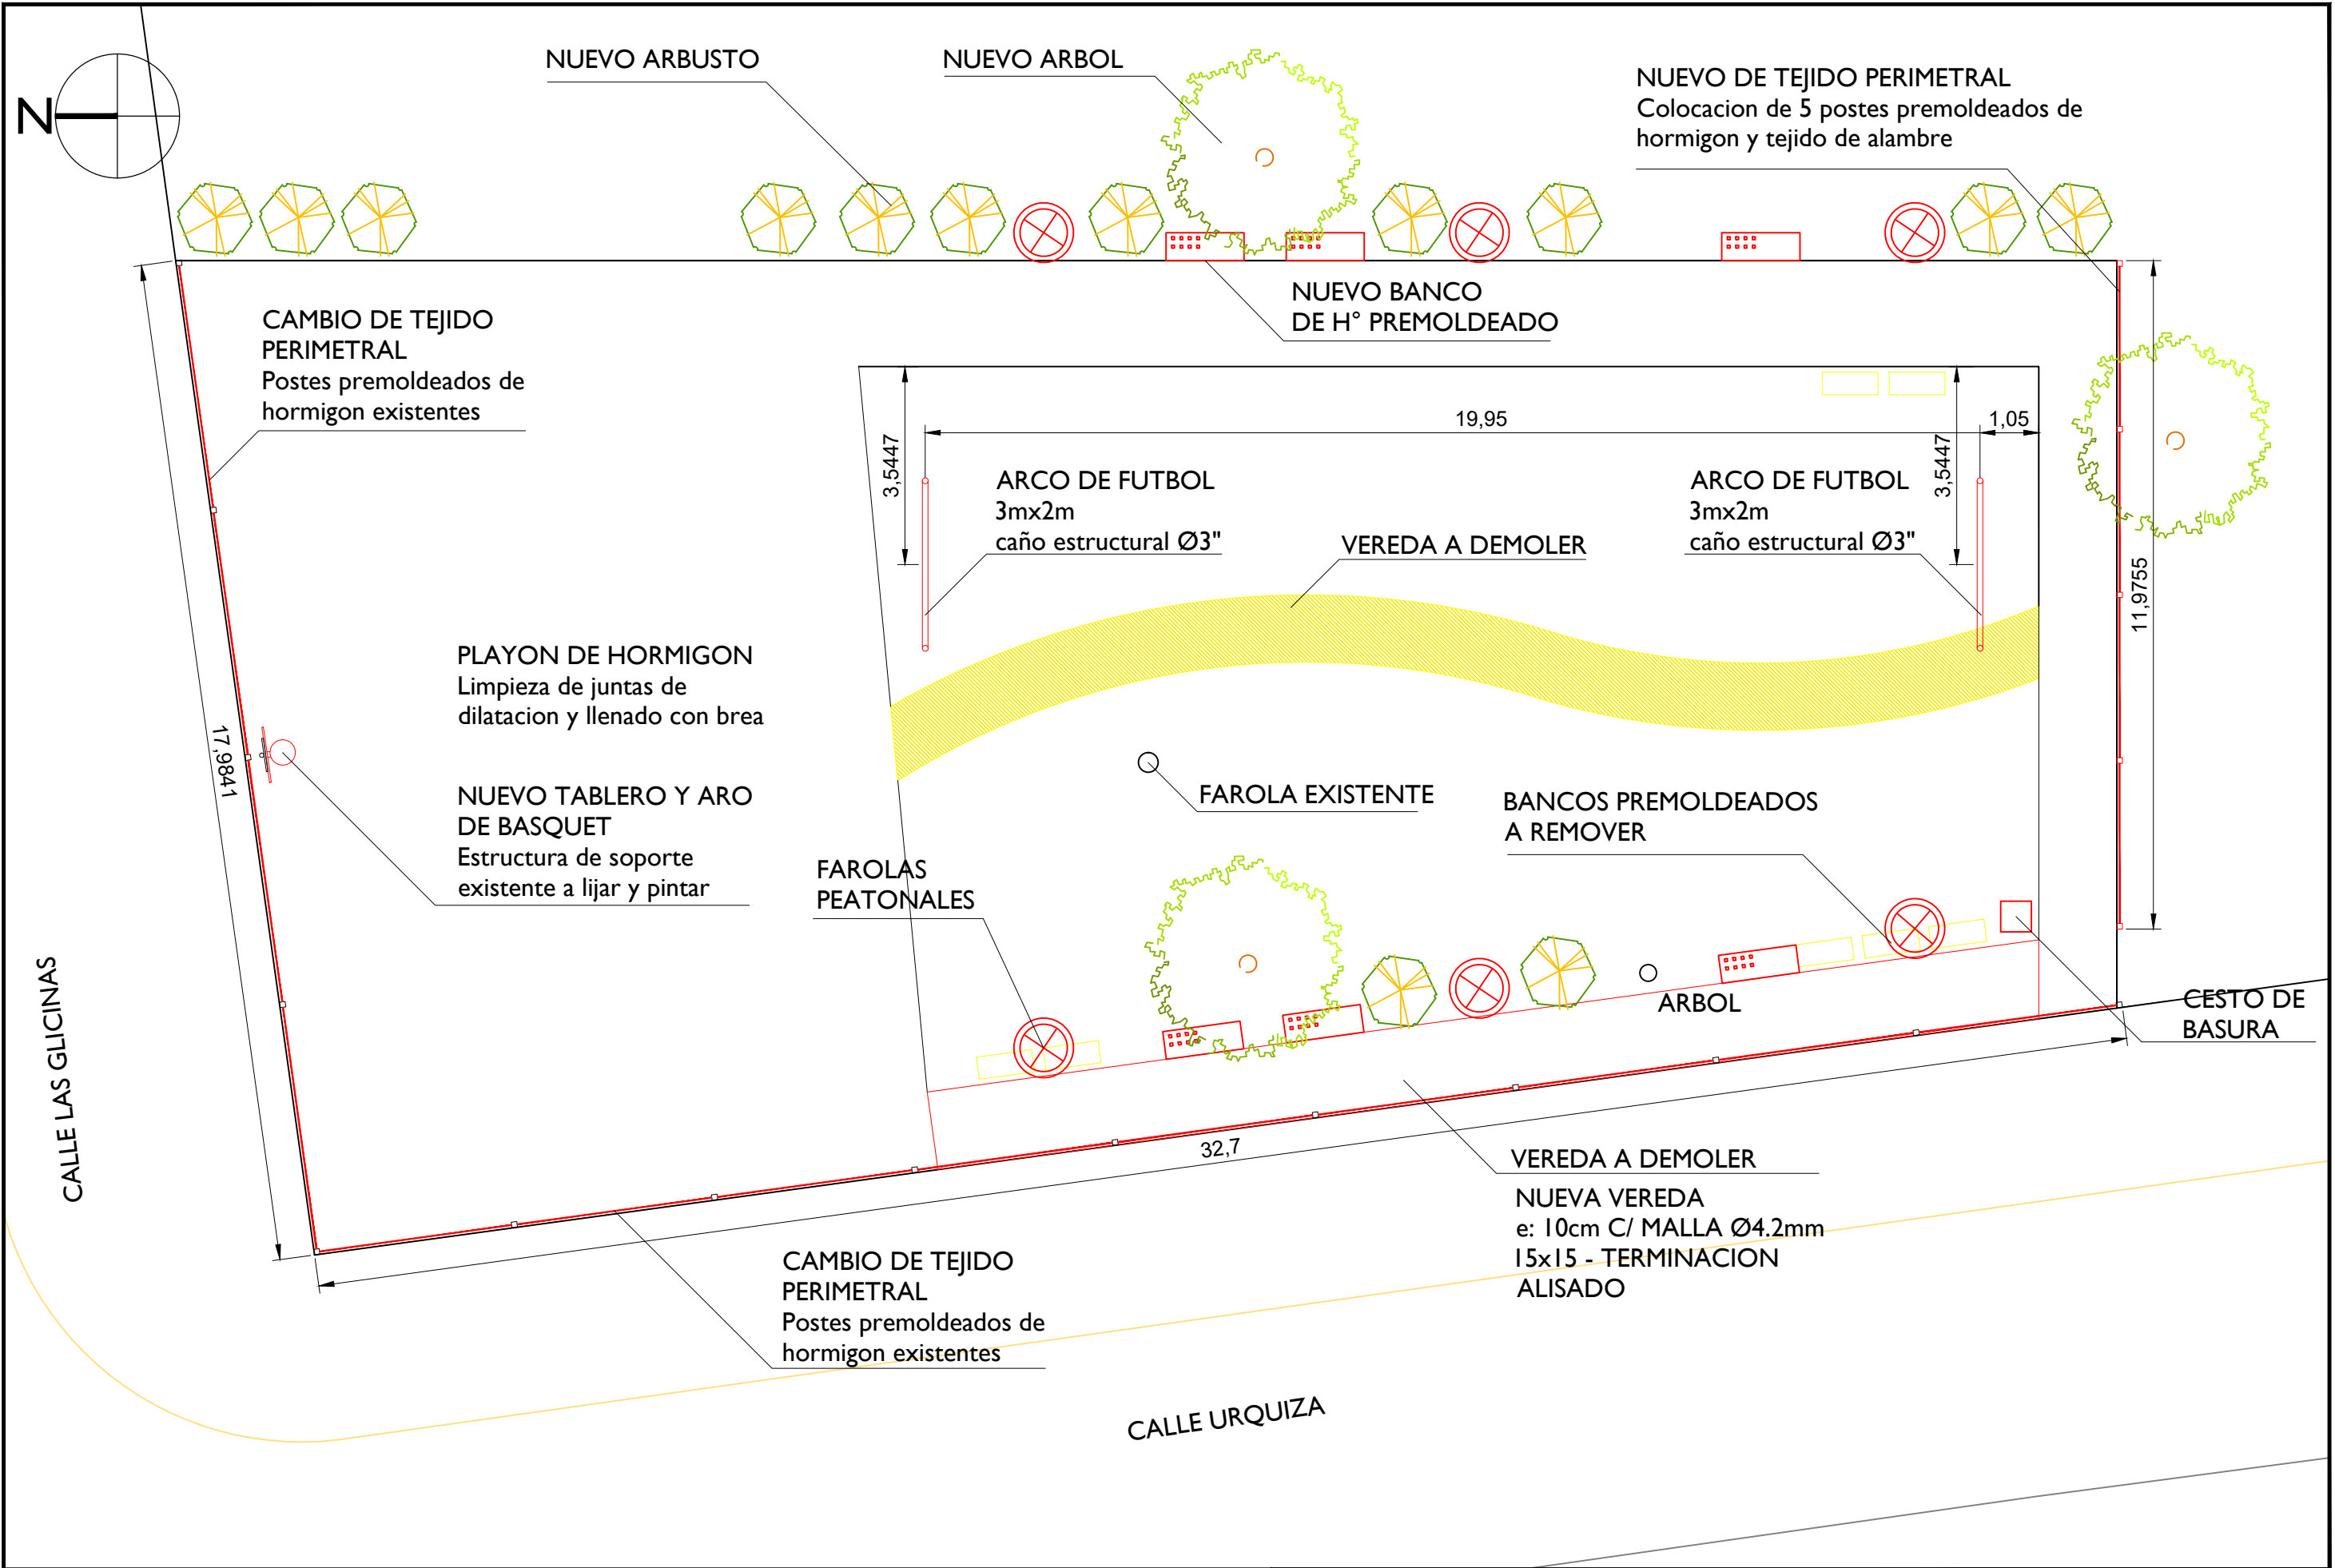 N
NUEVO ARBUSTO
NUEVO ARBOL
NUEVO DE TEJIDO PERIMETRAL
Colocacion de 5 postes premoldeados de
hormigon y tejido de alambre
CAMBIO DE TEJIDO
PERIMETRAL
Postes premoldeados de
hormigon existentes
NUEVO BANCO
DE H° PREMOLDEADO
19,95
1,05
3,5447
3,5447
ARCO DE FUTBOL
3mx2m
caño estructural Ø3"
ARCO DE FUTBOL
3mx2m
caño estructural Ø3"
VEREDA A DEMOLER
11,9755
PLAYON DE HORMIGON
Limpieza de juntas de
dilatacion y llenado con brea
17,9841
NUEVO TABLERO Y ARO
DE BASQUET
Estructura de soporte
existente a lijar y pintar
FAROLA EXISTENTE
BANCOS PREMOLDEADOS
A REMOVER
FAROLAS
PEATONALES
ARBOL
CESTO DE
BASURA
CALLE LAS GLICINAS
32,7
VEREDA A DEMOLER
NUEVA VEREDA
e: 10cm C/ MALLA Ø4.2mm
15x15 - TERMINACION
ALISADO
CAMBIO DE TEJIDO
PERIMETRAL
Postes premoldeados de
hormigon existentes
CALLE URQUIZA